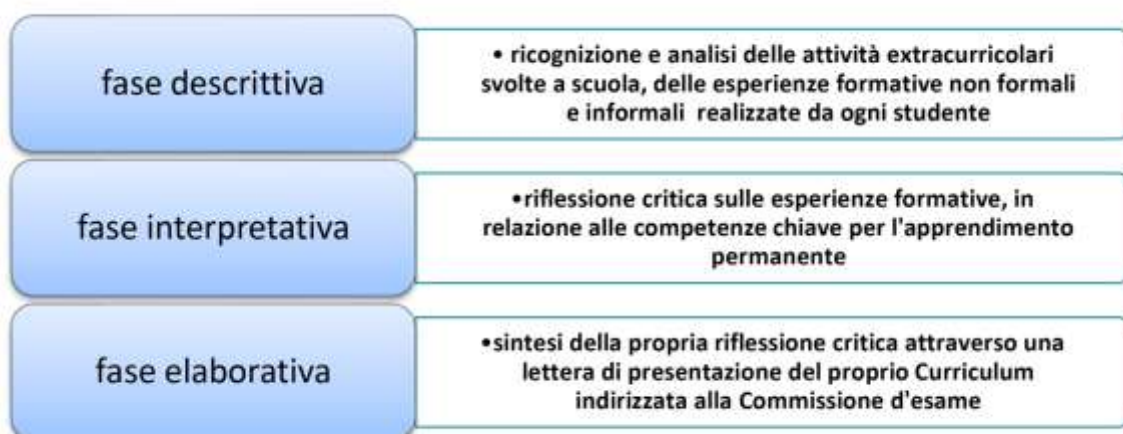 fase descrittiva
• ricognizione e analisi delle attività extracurricolari
svolte a scuola, delle esperienze formative non formali
e informali realizzate da ogni studente
fase interpretativa
•riflessione critica sulle esperienze formative, in
relazione alle competenze chiave per l'apprendimento
permanente
fase elaborativa
•sintesi della propria riflessione critica attraverso una
lettera di presentazione del proprio Curriculum
indirizzata alla Commissione d'esame